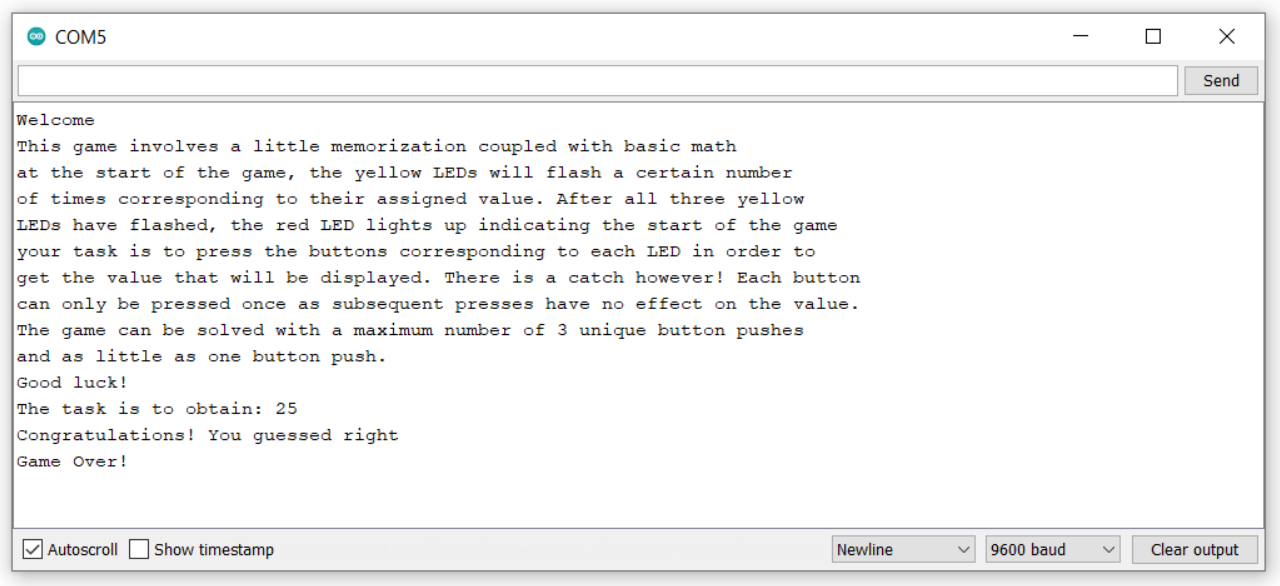 COM5
Send
Welcome
This game involves a little memorization coupled with basic math
at the start of the game, the yellow LEDs will flash a certain number
of times corresponding to their assigned value. After all three yellow
LEDs have flashed, the red LED lights up indicating the start of the game
your task is to press the buttons corresponding to each LED in order to
get the value that will be displayed. There is a catch however! Each button
can only be pressed once as subsequent presses have no effect on the value.
The game can be solved with a maximum number of 3 unique button pushes
and as little as one button push.
Good luck!
The task is to obtain: 25
Congratulations! You guessed right
Game Over!
Autoscroll Show timestamp Newline 9600 baud Clear output